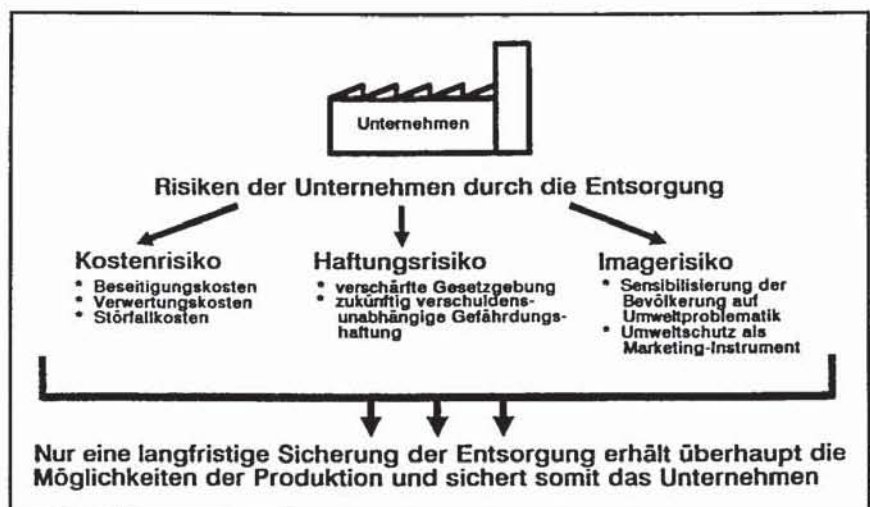 Unternehmen
Risiken der Unternehmen durch die Entsorgung
Kostenrisiko
* Beseitigungskosten
* Verwertungskosten
* Störfallkosten
Haftungsrisiko
* verschärfte Gesetzgebung
* zukünftig verschuldens-
unabhängige Gefährdungs-
haftung
Imagerisiko
* Sensibilisierung der
Bevölkerung auf
Umweltproblematik
* Umweltschutz als
Marketing-Instrument
Nur eine langfristige Sicherung der Entsorgung erhält überhaupt die
Möglichkeiten der Produktion und sichert somit das Unternehmen